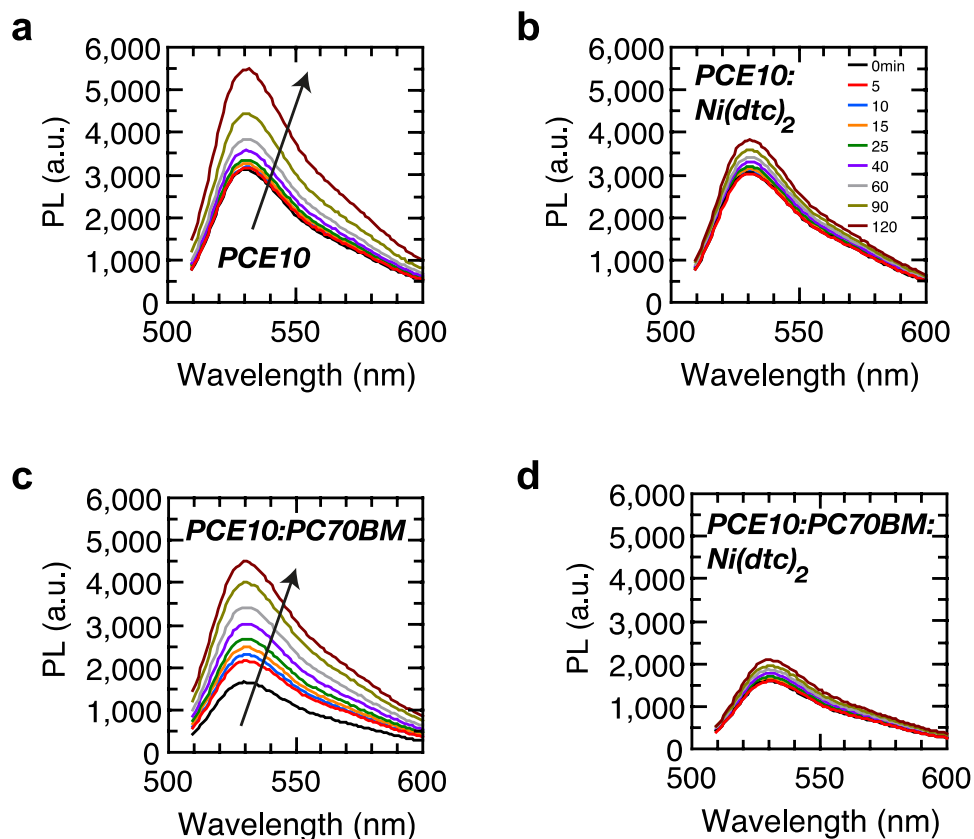 a
6,000
5,000
4,000
3,000
2,000
1,000
0
PL (a.u.)
PCE10
500 550 600
Wavelength (nm)
b
6,000
5,000
4,000
3,000
2,000
1,000
0
PL (a.u.)
PCE10:
Ni(dtc)2
0min
5
10
15
25
40
60
90
120
500 550 600
Wavelength (nm)
c
6,000
5,000
4,000
3,000
2,000
1,000
0
PL (a.u.)
PCE10:PC70BM
500 550 600
Wavelength (nm)
d
6,000
5,000
4,000
3,000
2,000
1,000
0
PL (a.u.)
PCE10:PC70BM:
Ni(dtc)2
500 550 600
Wavelength (nm)